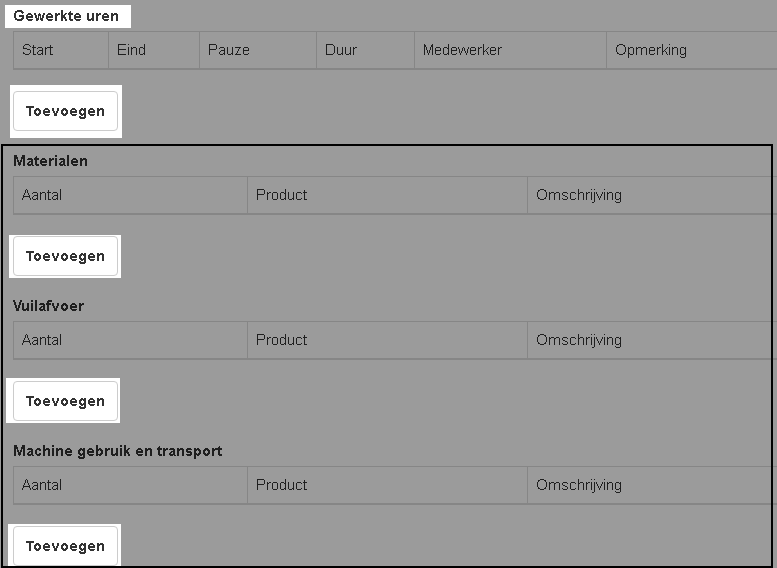 Gewerkte uren
Start Eind Pauze Duur Medewerker Opmerking
Toevoegen
Materialen
Aantal Product Omschrijving
Toevoegen
Vuilafvoer
Aantal Product Omschrijving
Toevoegen
Machine gebruik en transport
Aantal Product Omschrijving
Toevoegen